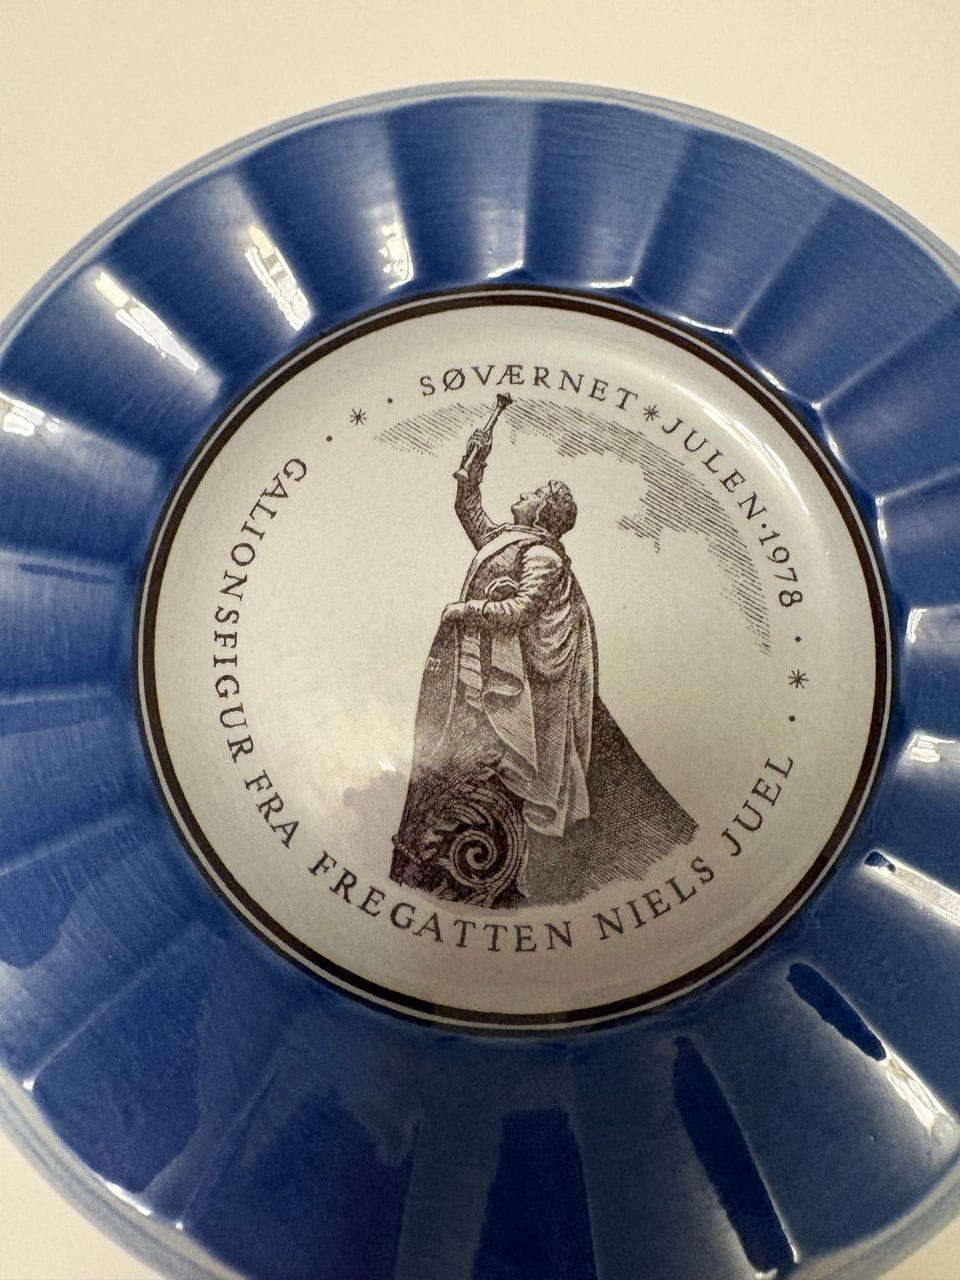 SØVÆRNET * JULEN · 1978
GALIONSFIGUR FRA FREGATTEN NIELS JUEL